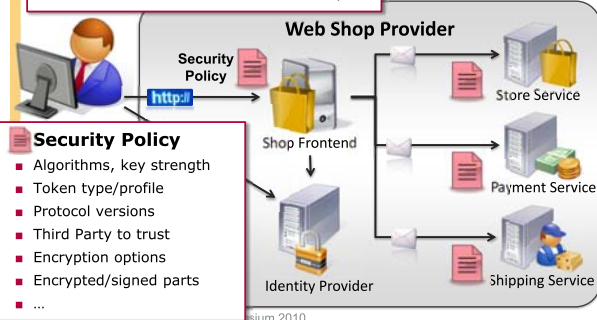 Web Shop Provider
Security
Policy
http://
Store Service
Shop Frontend
Security Policy
Algorithms, key strength
Token type/profile
Protocol versions
Third Party to trust
Encryption options
Encrypted/signed parts
…
Payment Service
Identity Provider
Shipping Service
2010